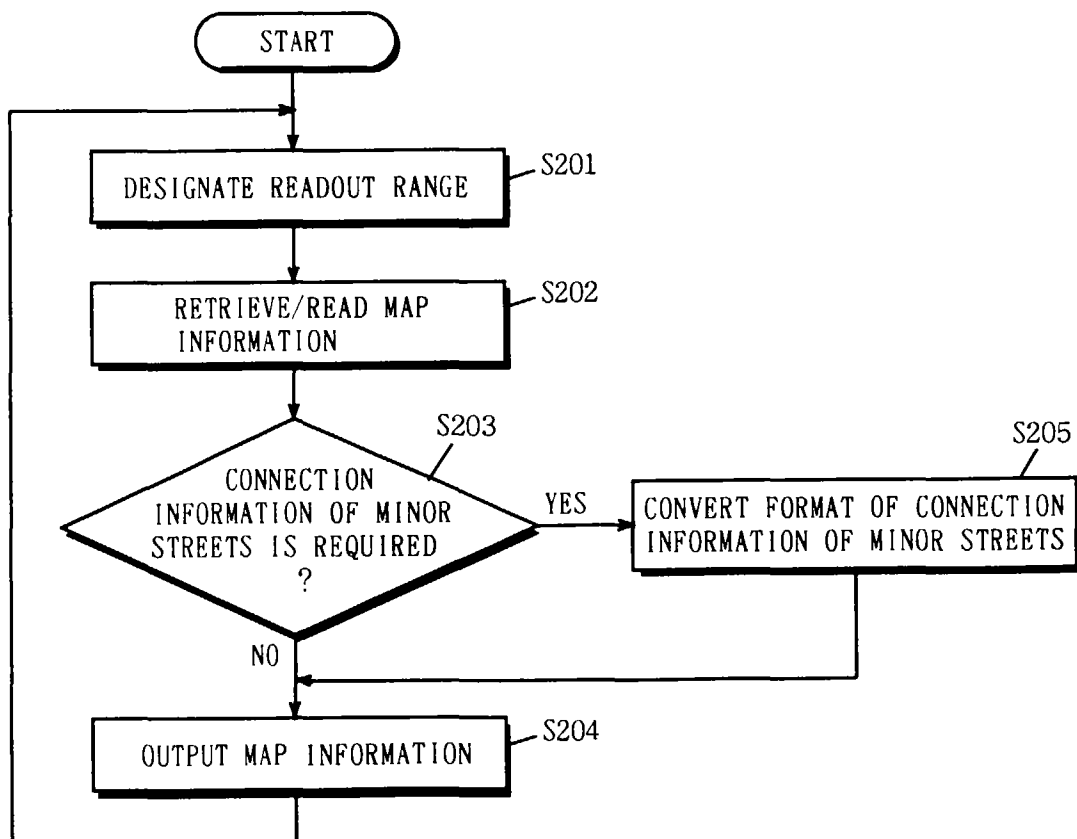 START
DESIGNATE READOUT RANGE
S201
RETRIEVE/READ MAP
INFORMATION
S202
CONNECTION
INFORMATION OF MINOR
STREETS IS REQUIRED
?
S203
YES
CONVERT FORMAT OF CONNECTION
INFORMATION OF MINOR STREETS
S205
NO
OUTPUT MAP INFORMATION
S204